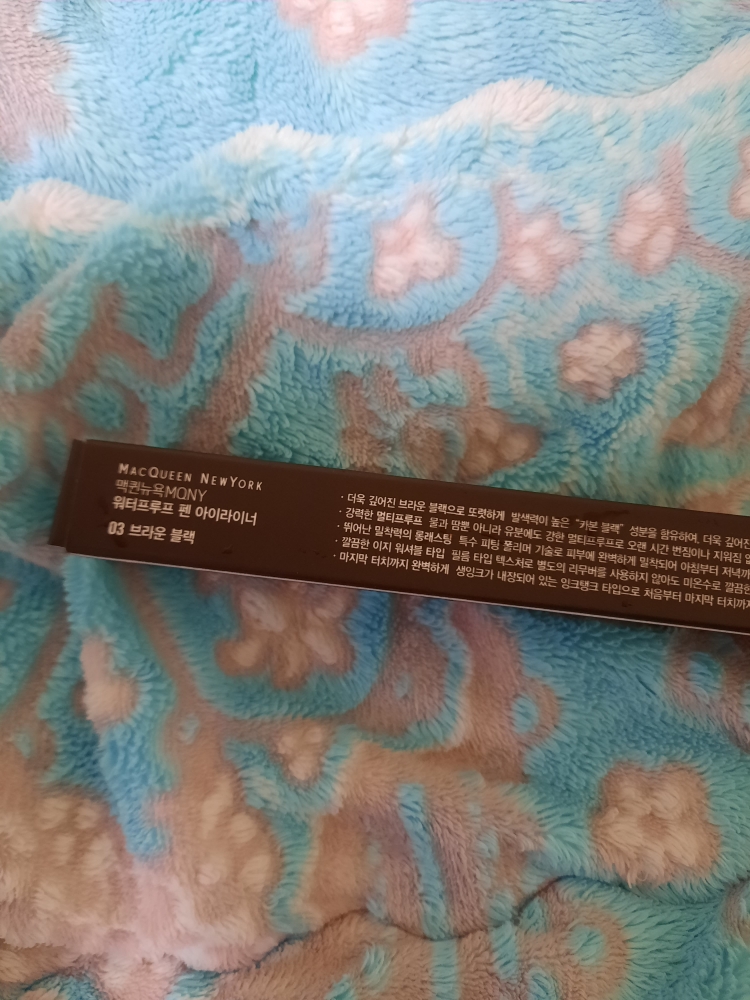 MACQUEEN NEWYORK
맥퀸뉴욕MQNY
워터프루프 펜 아이라이너
03 브라운 블랙
· 더욱 깊어진 브라운 블랙으로 또렷하게 발색력이 높은 "카본 블랙" 성분을 함유하여, 더욱 깊어진
· 강력한 멀티프루프 물과 땀뿐 아니라 유분에도 강한 멀티프루프로 오랜 시간 번짐이나 지워짐
· 뛰어난 밀착력의 롱래스팅 특수 피팅 폴리머 기술로 피부에 완벽하게 밀착되어 아침부터 저녁까지
· 깔끔한 이지 워셔블 타입 필름 타입 텍스처로 별도의 리무버를 사용하지 않아도 미온수로 깔끔한
· 마지막 터치까지 완벽하게 생잉크가 내장되어 있는 잉크탱크 타입으로 처음부터 마지막 터치까지